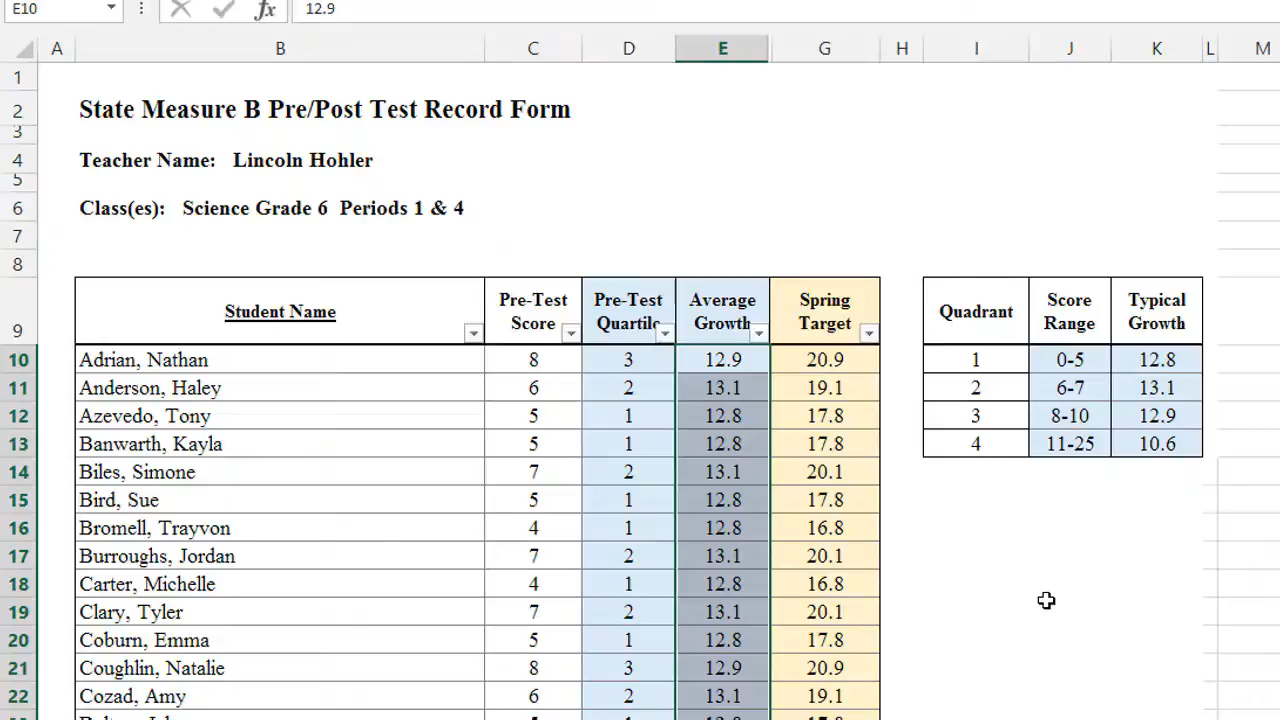 E10 fx 12.9
A B C D E G H I J K L M
1
2 State Measure B Pre/Post Test Record Form
3
4 Teacher Name: Lincoln Hohler
5
6 Class(es): Science Grade 6 Periods 1 & 4
7
8
9 Student Name Pre-Test Score Pre-Test Quartile Average Growth Spring Target Quadrant Score Range Typical Growth
10 Adrian, Nathan 8 3 12.9 20.9 1 0-5 12.8
11 Anderson, Haley 6 2 13.1 19.1 2 6-7 13.1
12 Azevedo, Tony 5 1 12.8 17.8 3 8-10 12.9
13 Banwarth, Kayla 5 1 12.8 17.8 4 11-25 10.6
14 Biles, Simone 7 2 13.1 20.1
15 Bird, Sue 5 1 12.8 17.8
16 Bromell, Trayvon 4 1 12.8 16.8
17 Burroughs, Jordan 7 2 13.1 20.1
18 Carter, Michelle 4 1 12.8 16.8
19 Clary, Tyler 7 2 13.1 20.1
20 Coburn, Emma 5 1 12.8 17.8
21 Coughlin, Natalie 8 3 12.9 20.9
22 Cozad, Amy 6 2 13.1 19.1